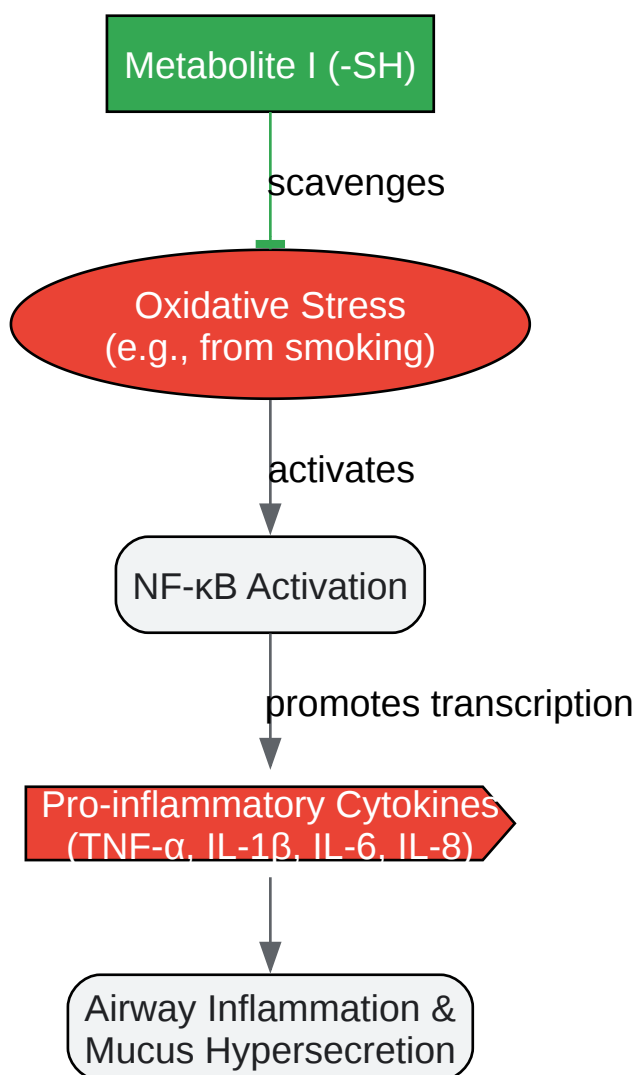 Metabolite I (-SH)
scavenges
Oxidative Stress
(e.g., from smoking)
activates
NF-κB Activation
promotes transcription
Pro-inflammatory Cytokines
(TNF-α, IL-1β, IL-6, IL-8)
Airway Inflammation &
Mucus Hypersecretion